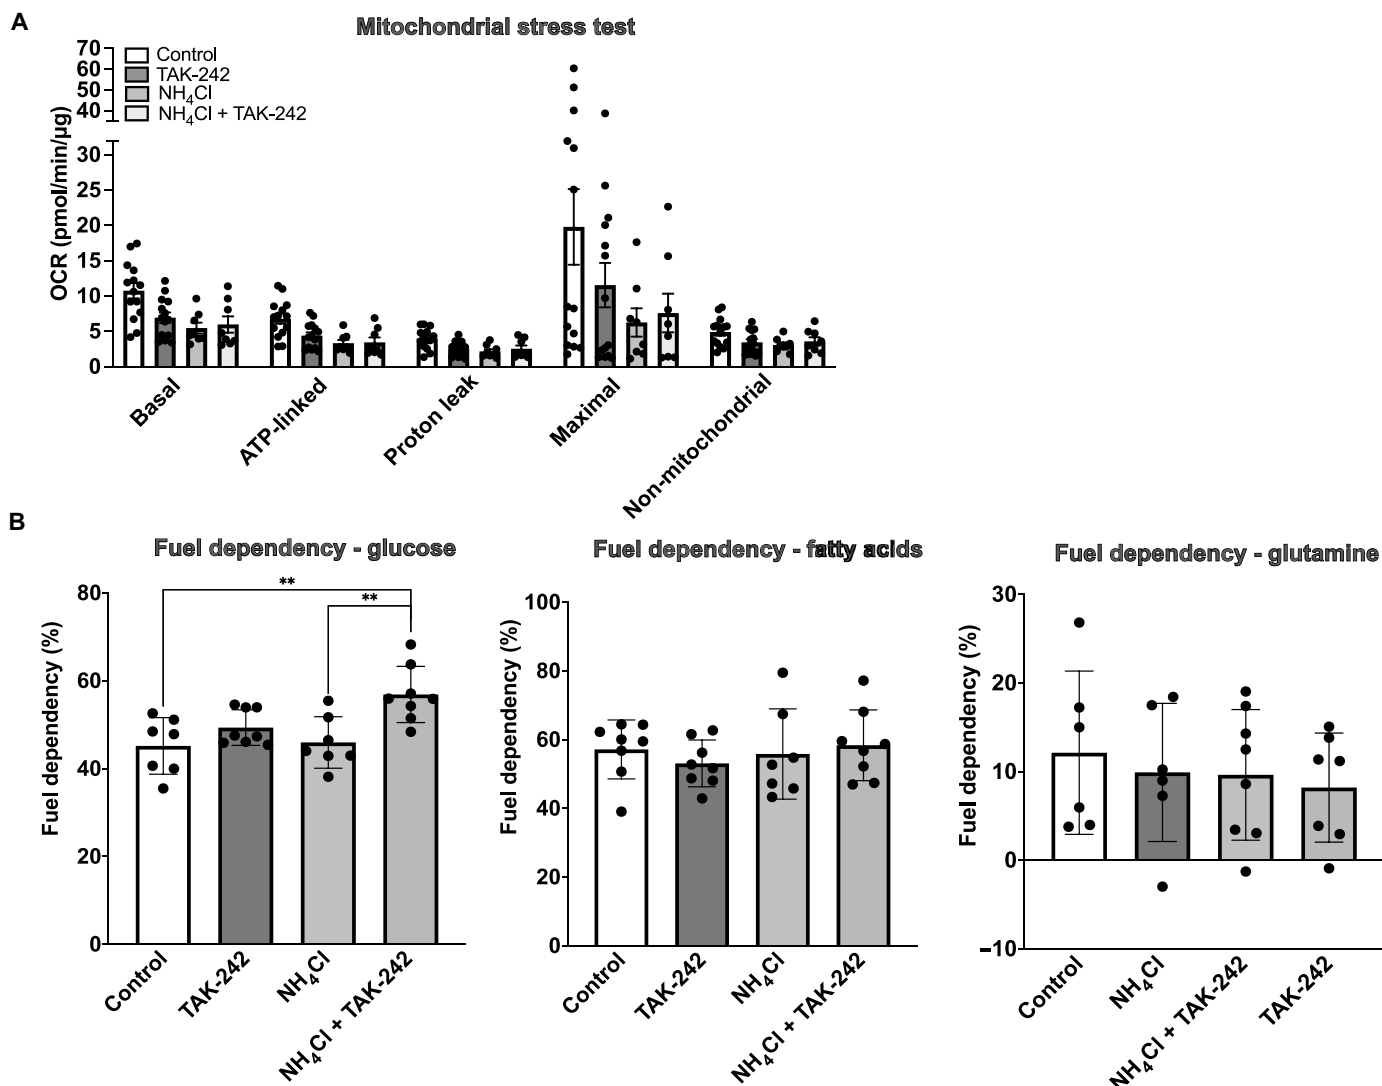 A
Mitochondrial stress test
OCR (pmol/min/µg)
70
60
50
40
30
25
20
15
10
5
0
Control
TAK-242
NH₄Cl
NH₄Cl + TAK-242
Basal
ATP-linked
Proton leak
Maximal
Non-mitochondrial
B
Fuel dependency - glucose
Fuel dependency (%)
80
60
40
20
0
**
**
Control
TAK-242
NH₄Cl
NH₄Cl + TAK-242
Fuel dependency - fatty acids
Fuel dependency (%)
100
80
60
40
20
0
Control
TAK-242
NH₄Cl
NH₄Cl + TAK-242
Fuel dependency - glutamine
Fuel dependency (%)
30
20
10
0
−10
Control
NH₄Cl
NH₄Cl + TAK-242
TAK-242